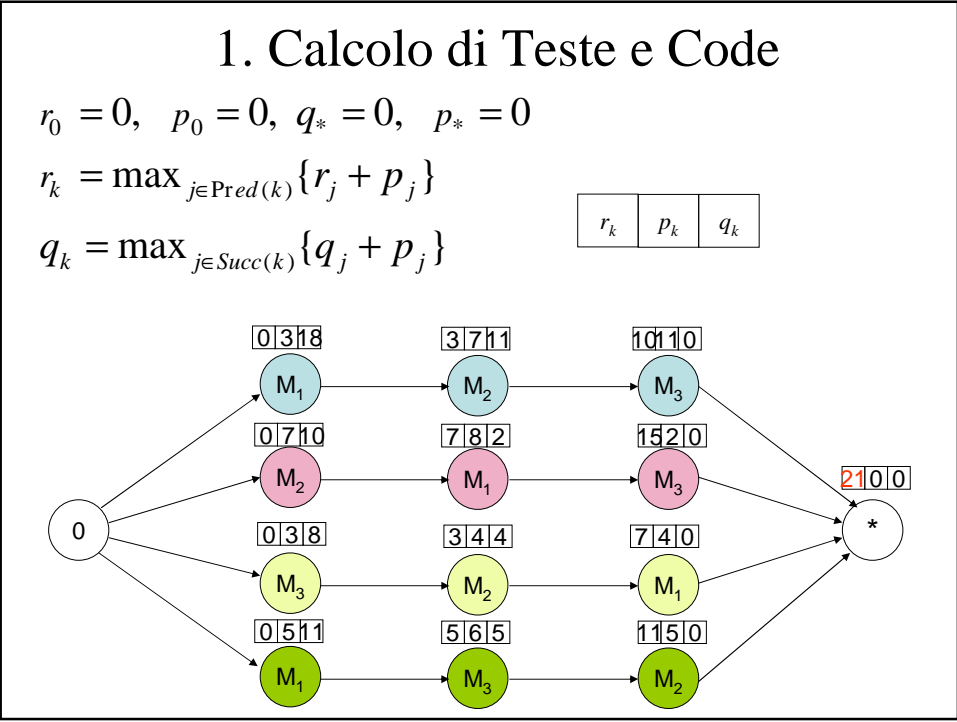 1. Calcolo di Teste e Code
r₀ = 0, p₀ = 0, q* = 0, p* = 0
rₖ = max j∈Pred(k) {rⱼ + pⱼ}
qₖ = max j∈Succ(k) {qⱼ + pⱼ}
rₖ pₖ qₖ
0 3 18 3 7 11 10 11 0
M₁ M₂ M₃
0 7 10 7 8 2 15 2 0
M₂ M₁ M₃
21 0 0
0 *
0 3 8 3 4 4 7 4 0
M₃ M₂ M₁
0 5 11 5 6 5 11 5 0
M₁ M₃ M₂